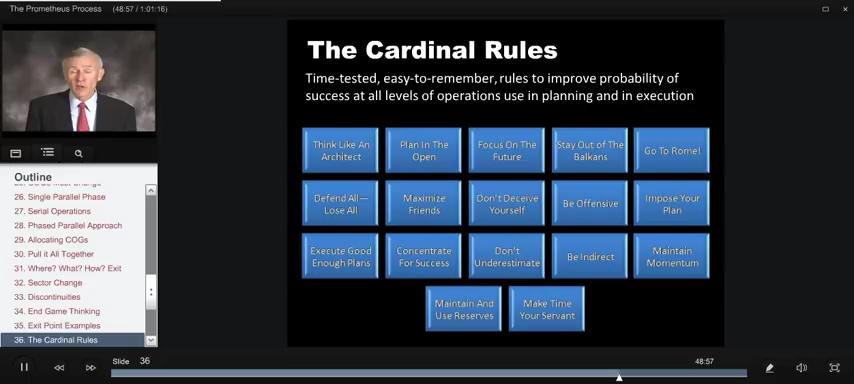 The Prometheus Process (48:57 / 1:01:16)
Outline
26. Single Parallel Phase
27. Serial Operations
28. Phased Parallel Approach
29. Allocating COGs
30. Pull it All Together
31. Where? What? How? Exit
32. Sector Change
33. Discontinuities
34. End Game Thinking
35. Exit Point Examples
36. The Cardinal Rules
The Cardinal Rules
Time-tested, easy-to-remember, rules to improve probability of
success at all levels of operations use in planning and in execution
Think Like An
Architect
Plan In The
Open
Focus On The
Future
Stay Out of The
Balkans
Go To Rome!
Defend All—
Lose All
Maximize
Friends
Don't Deceive
Yourself
Be Offensive
Impose Your
Plan
Execute Good
Enough Plans
Concentrate
For Success
Don't
Underestimate
Be Indirect
Maintain
Momentum
Maintain And
Use Reserves
Make Time
Your Servant
Slide 36
48:57